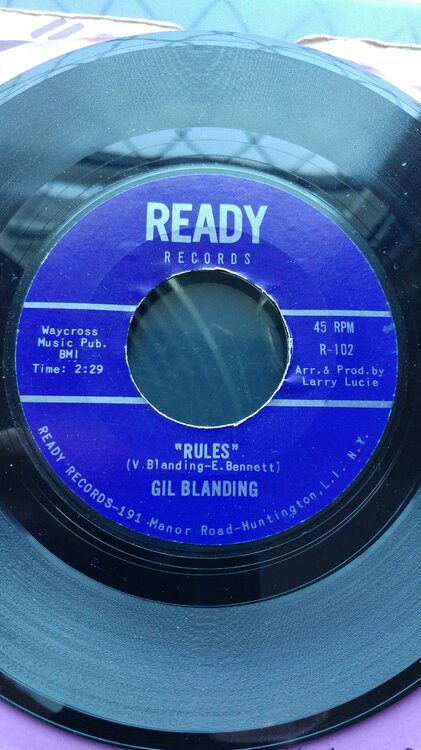 READY
RECORDS
Waycross
Music Pub.
BMI
Time: 2:29
45 RPM
R-102
Arr. & Prod. by
Larry Lucie
"RULES"
(V. Blanding-E. Bennett)
GIL BLANDING
READY RECORDS-191 Manor Road-Huntington, L.I. N.Y.